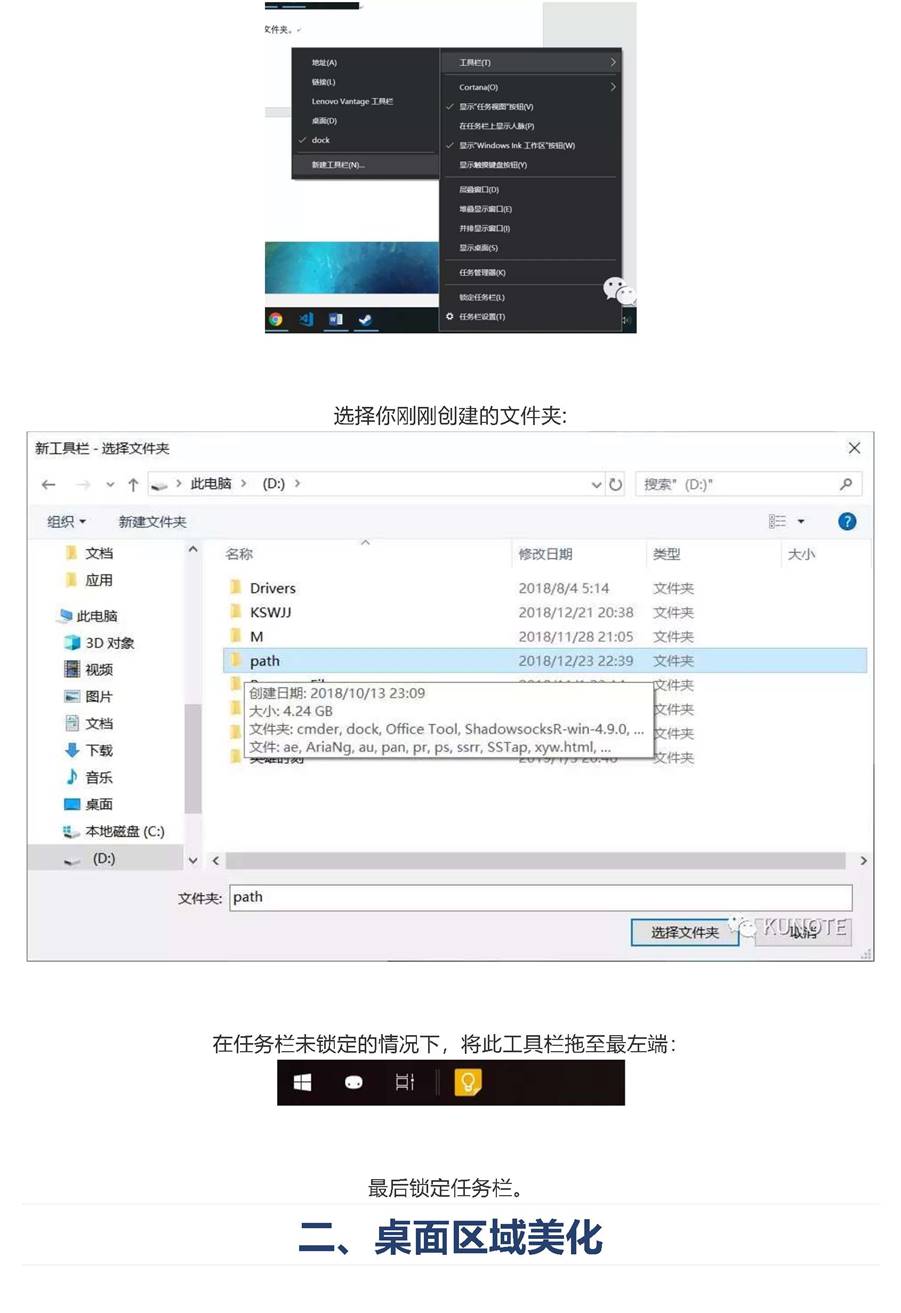 文件夹。
地址(A)
链接(L)
Lenovo Vantage 工具栏
桌面(D)
dock
新建工具栏(N)...
工具栏(T)
Cortana(O)
显示“任务视图”按钮(V)
在任务栏上显示人脉(P)
显示“Windows Ink 工作区”按钮(W)
显示触摸键盘按钮(Y)
层叠窗口(D)
堆叠显示窗口(E)
并排显示窗口(I)
显示桌面(S)
任务管理器(K)
锁定任务栏(L)
任务栏设置(T)
选择你刚刚创建的文件夹:
新工具栏 - 选择文件夹
此电脑 (D:) 搜索" (D:)"
组织 新建文件夹
名称 修改日期 类型 大小
文档
应用
此电脑
3D 对象
视频
图片
文档
下载
音乐
桌面
本地磁盘 (C:)
(D:)
Drivers 2018/8/4 5:14 文件夹
KSWJJ 2018/12/21 20:38 文件夹
M 2018/11/28 21:05 文件夹
path 2018/12/23 22:39 文件夹
文件夹
文件夹
文件夹
文件夹
创建日期: 2018/10/13 23:09
大小: 4.24 GB
文件夹: cmder, dock, Office Tool, ShadowsocksR-win-4.9.0, ...
文件: ae, AriaNg, au, pan, pr, ps, ssrr, SSTap, xyw.html, ...
文件夹: path
选择文件夹 取消
KUNOTE
在任务栏未锁定的情况下，将此工具栏拖至最左端：
最后锁定任务栏。
二、桌面区域美化